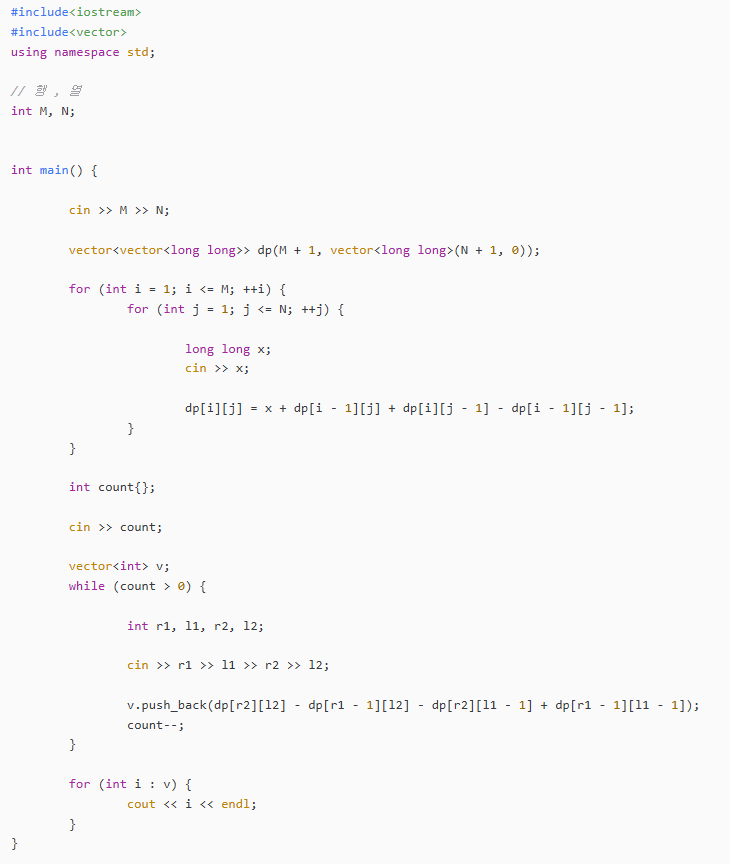 #include<iostream>
#include<vector>
using namespace std;
// 행 , 열
int M, N;
int main() {
cin >> M >> N;
vector<vector<long long>> dp(M + 1, vector<long long>(N + 1, 0));
for (int i = 1; i <= M; ++i) {
for (int j = 1; j <= N; ++j) {
long long x;
cin >> x;
dp[i][j] = x + dp[i - 1][j] + dp[i][j - 1] - dp[i - 1][j - 1];
}
}
int count{};
cin >> count;
vector<int> v;
while (count > 0) {
int r1, l1, r2, l2;
cin >> r1 >> l1 >> r2 >> l2;
v.push_back(dp[r2][l2] - dp[r1 - 1][l2] - dp[r2][l1 - 1] + dp[r1 - 1][l1 - 1]);
count--;
}
for (int i : v) {
cout << i << endl;
}
}